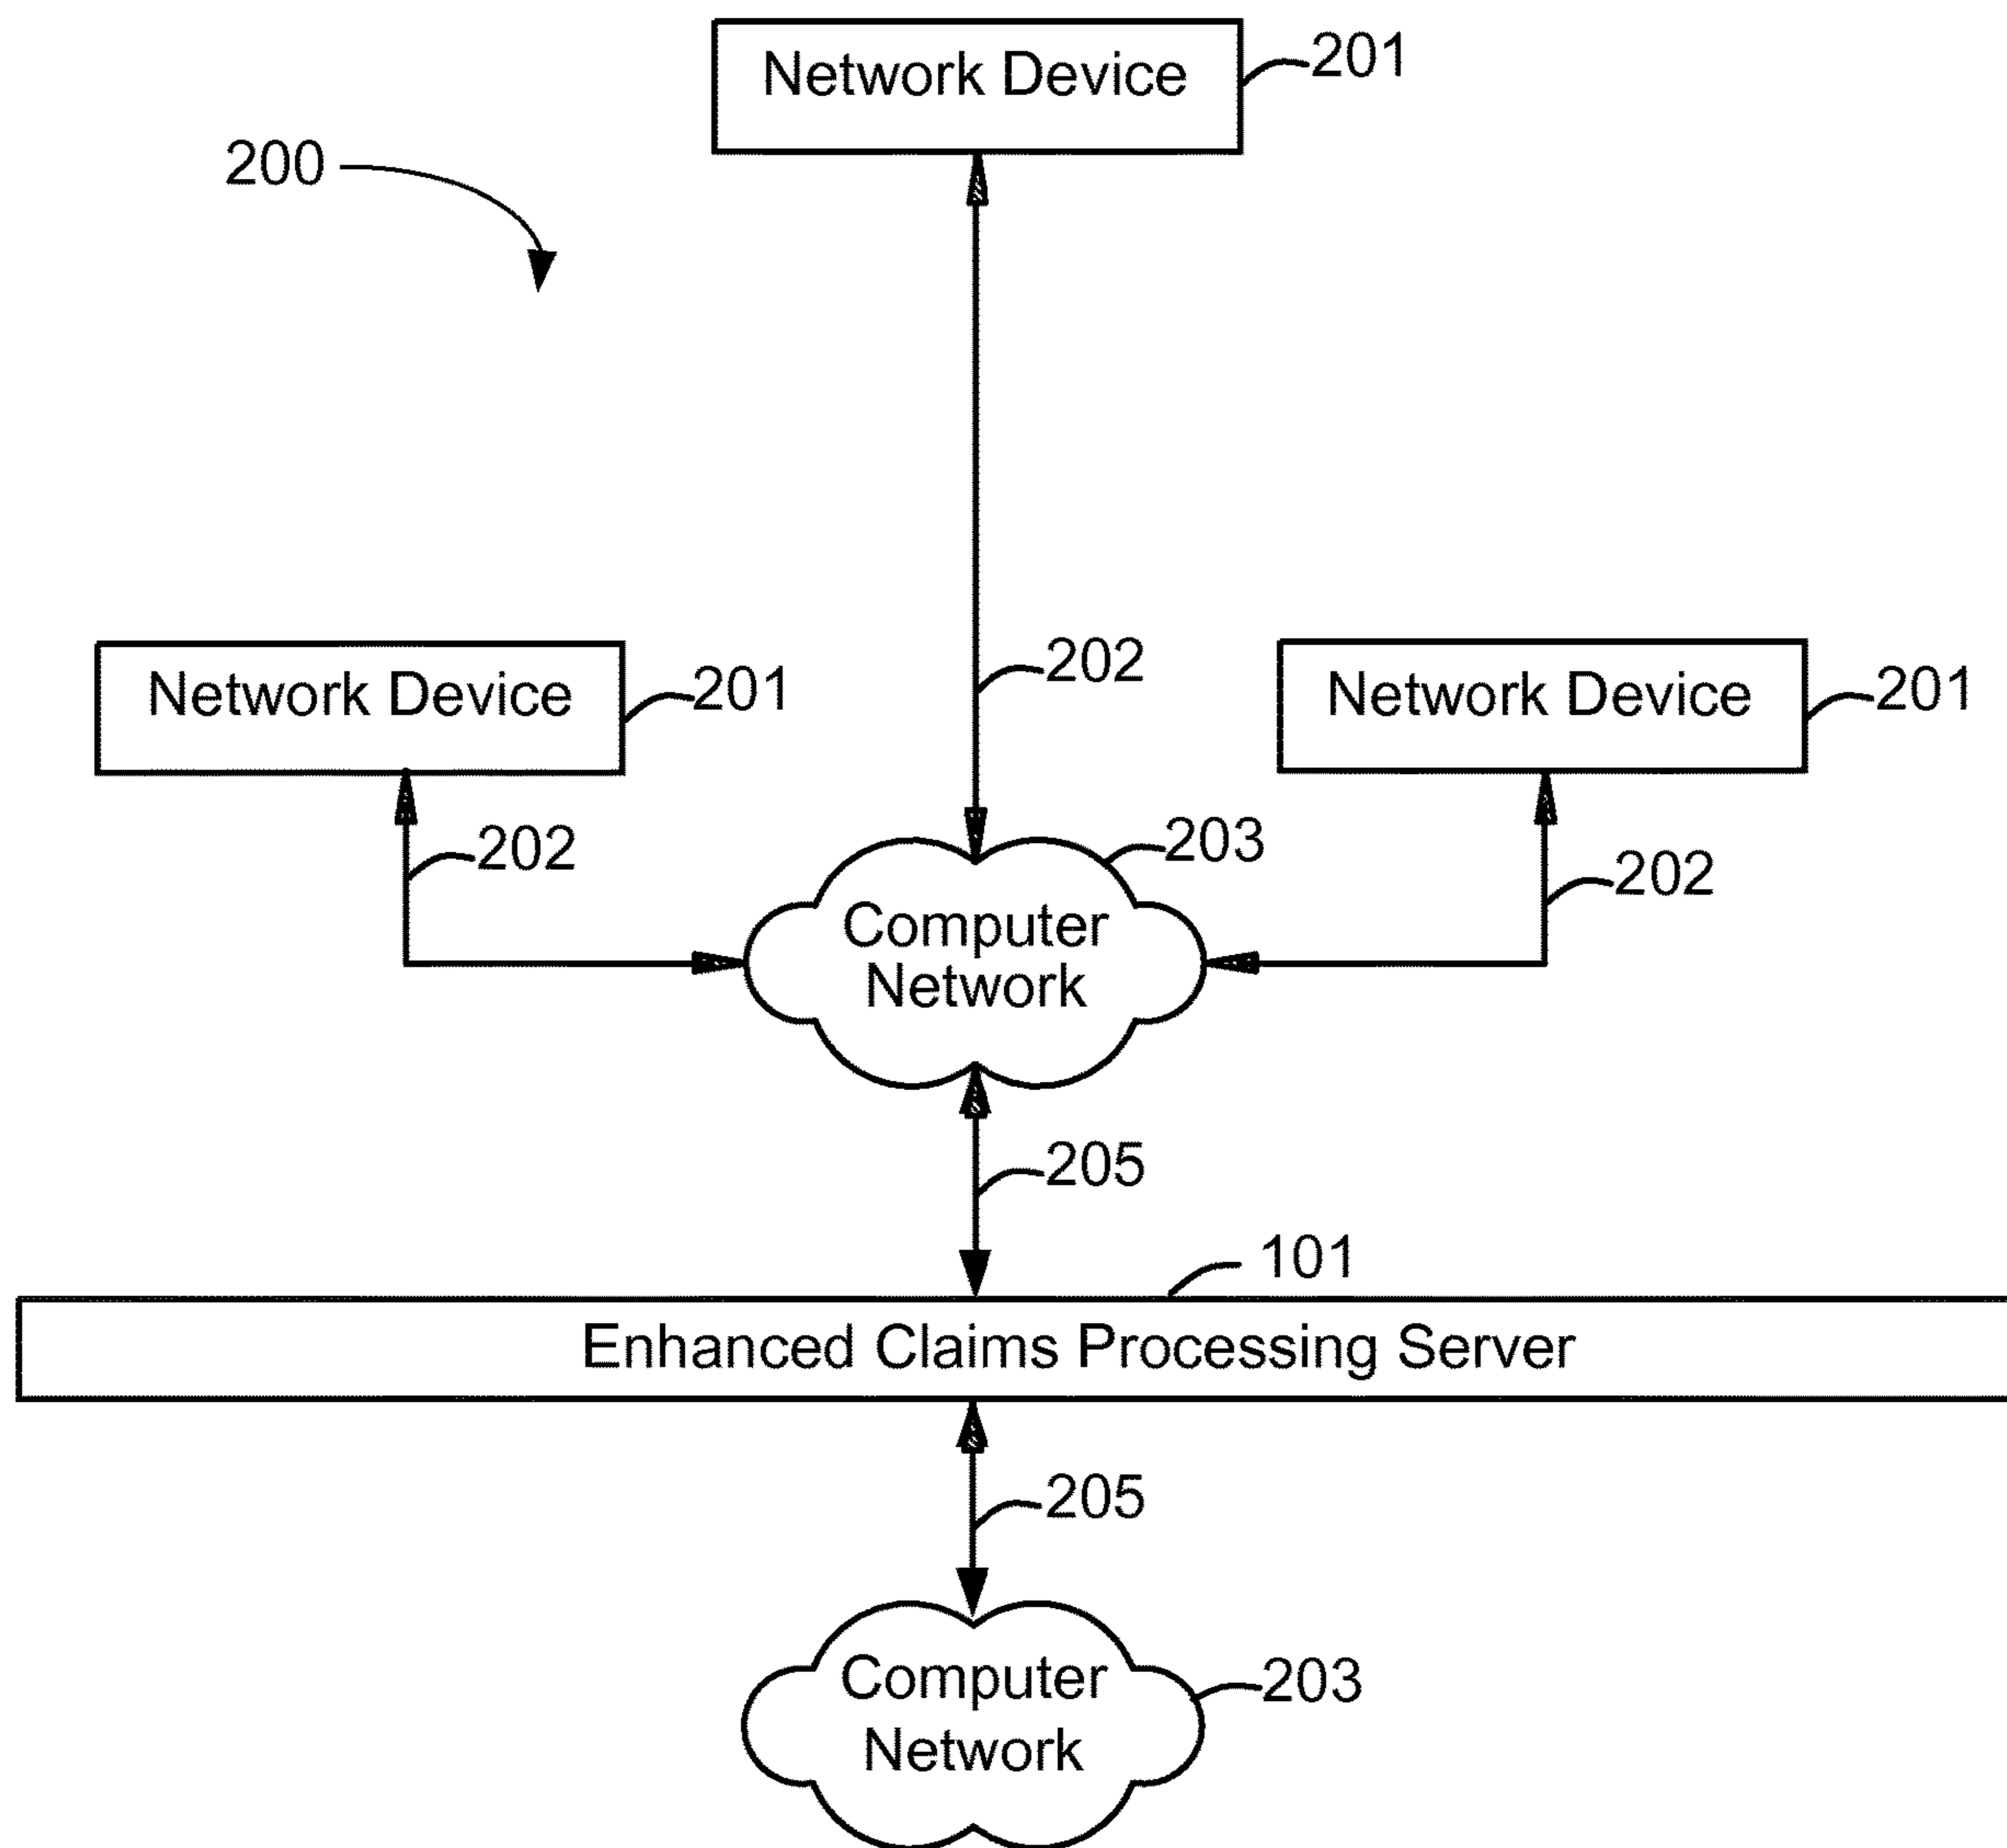 Network Device
201
200
202
Network Device
201
Network Device
201
202
203
202
Computer
Network
205
101
Enhanced Claims Processing Server
205
Computer
Network
203